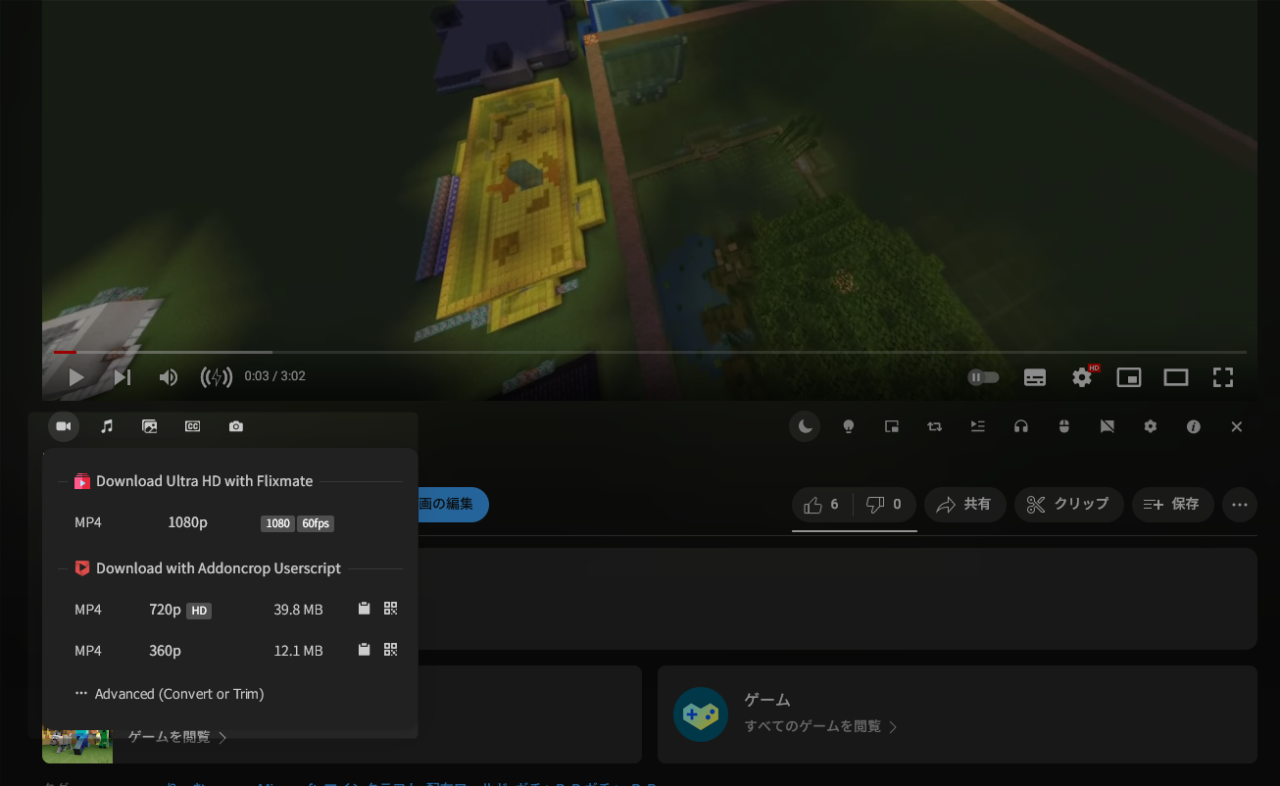 0:03 / 3:02
HD
CC
Download Ultra HD with Flixmate
MP4 1080p 1080 60fps
Download with Addoncrop Userscript
MP4 720p HD 39.8 MB
MP4 360p 12.1 MB
Advanced (Convert or Trim)
画の編集
6 0 共有 クリップ 保存
ゲームを閲覧
ゲーム
すべてのゲームを閲覧